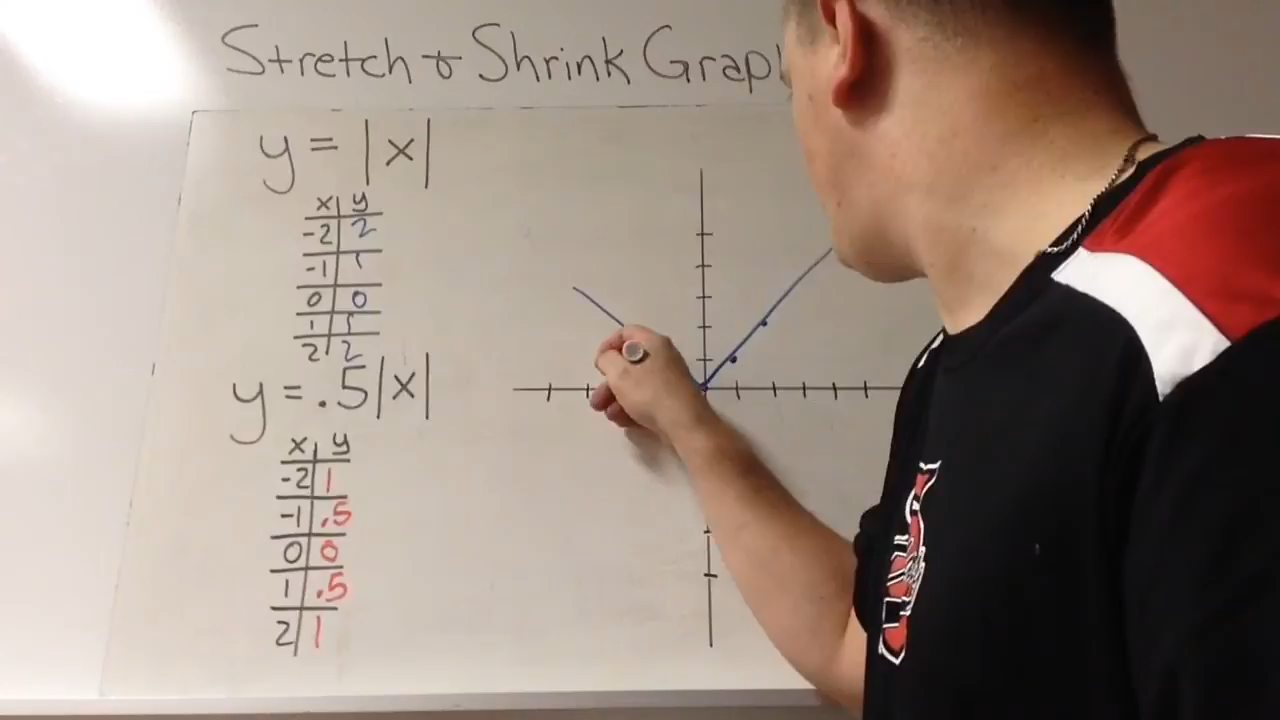 Stretch & Shrink Grap
y = |x|
x y
-2 2
-1 1
0 0
1 1
2 2
y = .5|x|
x y
-2 1
-1 .5
0 0
1 .5
2 1